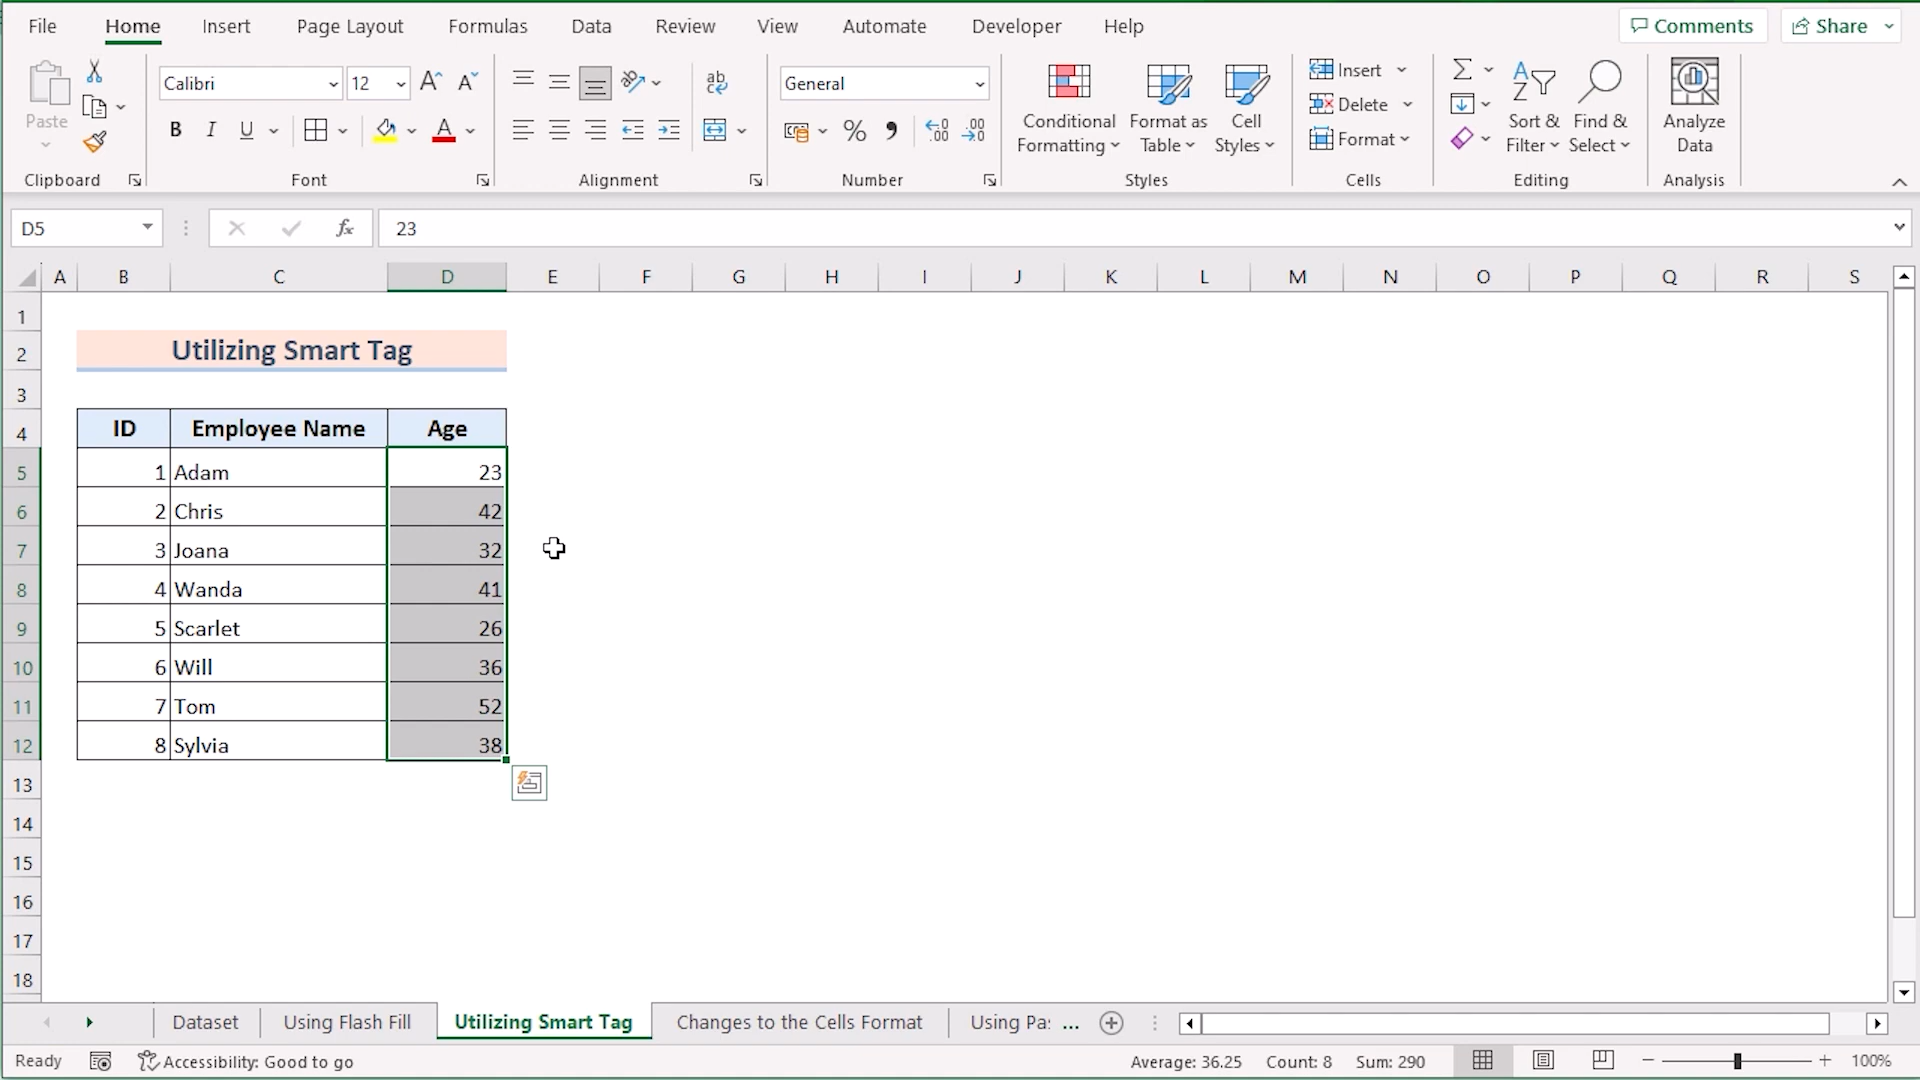 File Home Insert Page Layout Formulas Data Review View Automate Developer Help Comments Share
Paste
Clipboard
Calibri 12 A A
B I U A
Font
ab c
Alignment
General
% 9 .00 .00
Number
Conditional Formatting
Format as Table
Cell Styles
Styles
Insert
Delete
Format
Cells
Σ
A Z
Sort & Filter
Find & Select
Editing
Analyze Data
Analysis
D5 fx 23
A B C D E F G H I J K L M N O P Q R S
1
2 Utilizing Smart Tag
3
4 ID Employee Name Age
5 1 Adam 23
6 2 Chris 42
7 3 Joana 32
8 4 Wanda 41
9 5 Scarlet 26
10 6 Will 36
11 7 Tom 52
12 8 Sylvia 38
13
14
15
16
17
18
Dataset Using Flash Fill Utilizing Smart Tag Changes to the Cells Format Using Pa: ...
Ready Accessibility: Good to go Average: 36.25 Count: 8 Sum: 290 100%